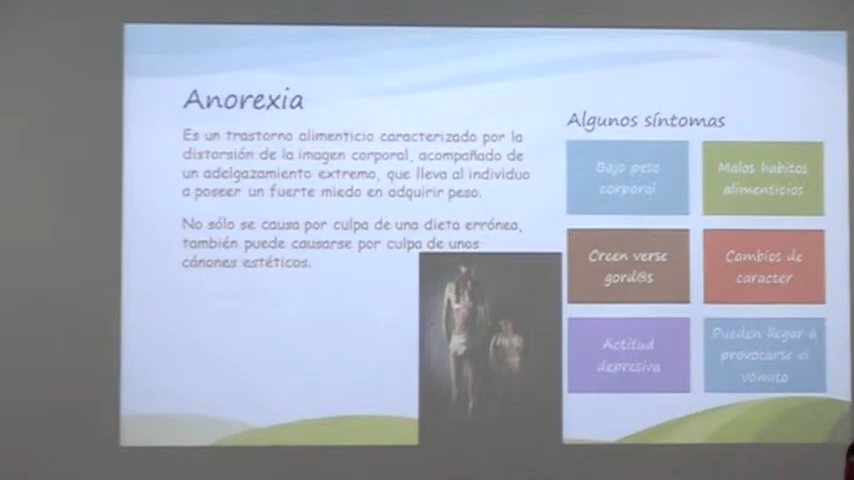 Anorexia
Es un trastorno alimenticio caracterizado por la
distorsión de la imagen corporal, acompañado de
un adelgazamiento extremo, que lleva al individuo
a poseer un fuerte miedo en adquirir peso.
No sólo se causa por culpa de una dieta errónea,
también puede causarse por culpa de unos
cánones estéticos.
Algunos síntomas
Bajo peso
corporal
Malos habitos
alimenticios
Creen verse
gord@s
Cambios de
caracter
Actitud
depresiva
Pueden llegar a
provocarse el
vómito